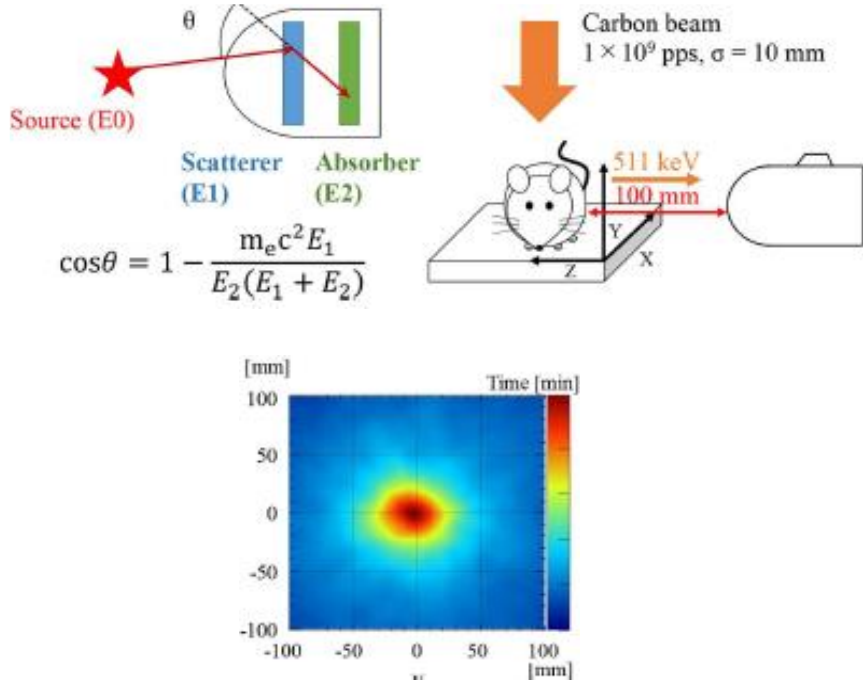 θ
Source (E0)
Scatterer
(E1)
Absorber
(E2)
cosθ = 1 − mₑc²E₁ / E₂(E₁ + E₂)
Carbon beam
1 × 10⁹ pps, σ = 10 mm
511 keV
100 mm
Y
X
Z
[mm]
Time [min]
100
50
0
-50
-100
-100 -50 0 50 100
[mm]